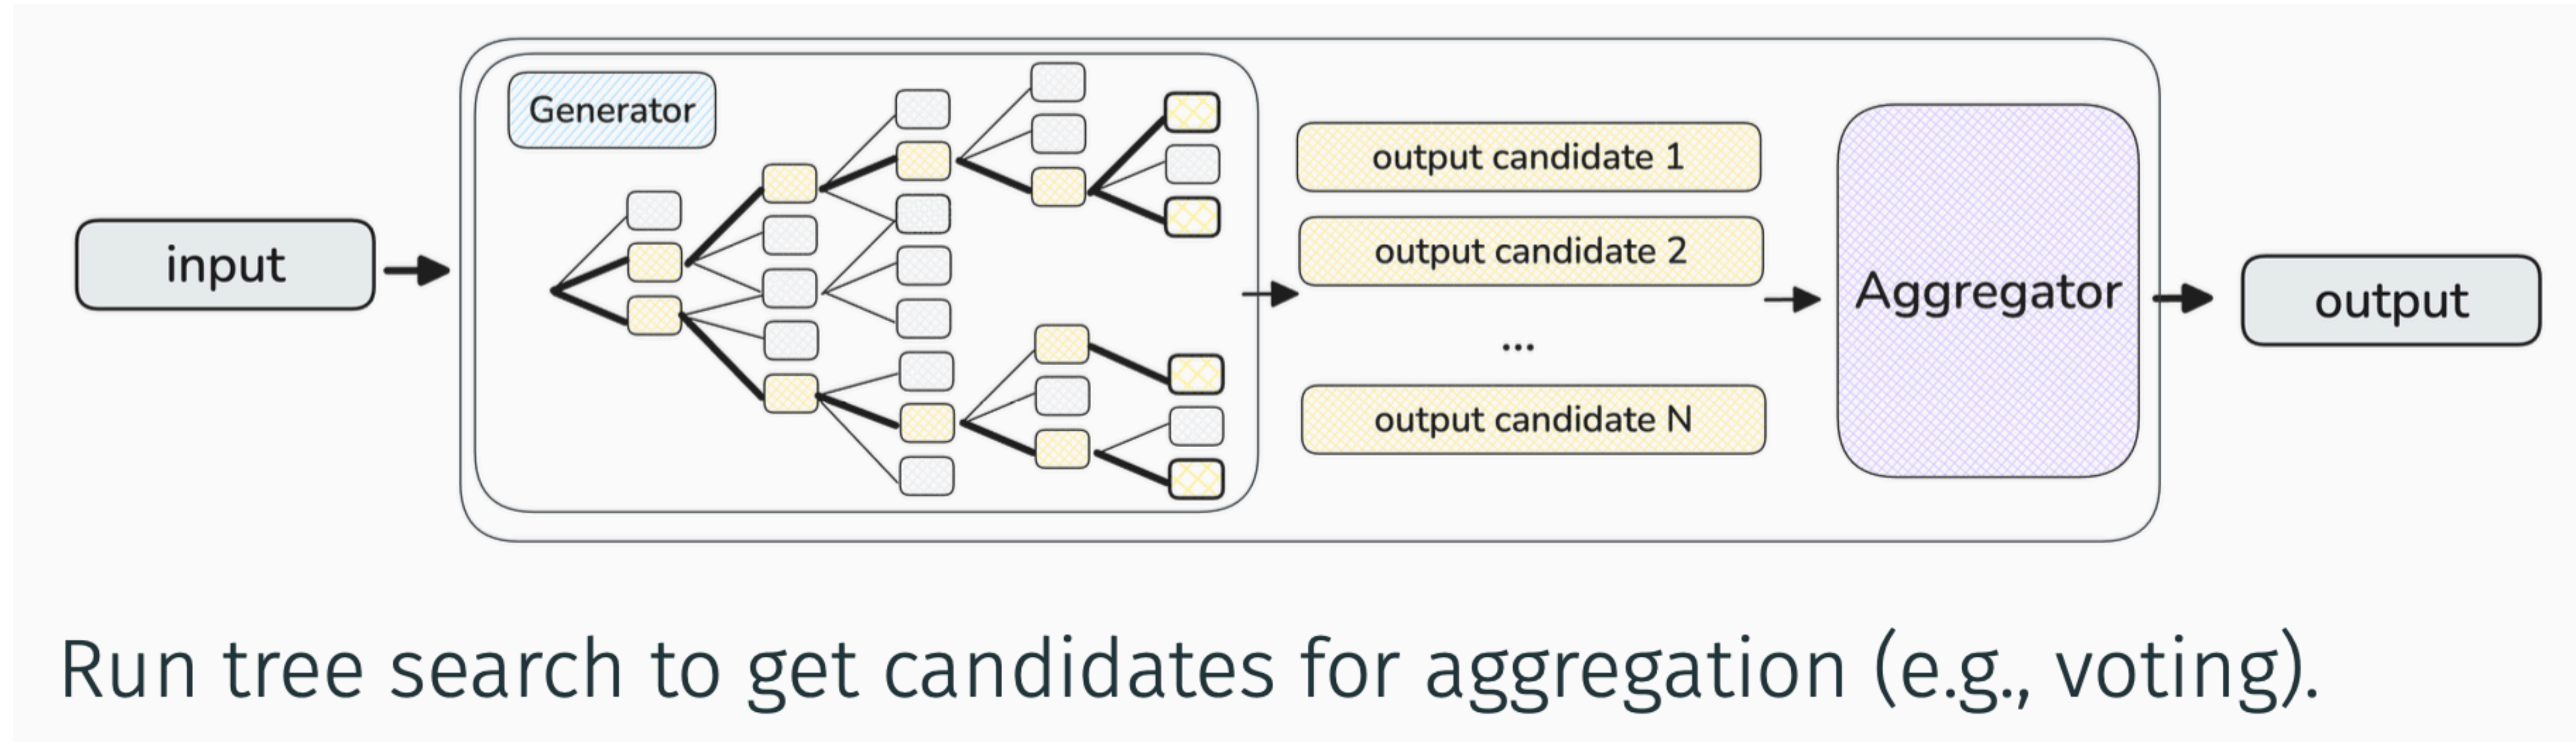 Generator
input
output candidate 1
output candidate 2
...
output candidate N
Aggregator
output
Run tree search to get candidates for aggregation (e.g., voting).